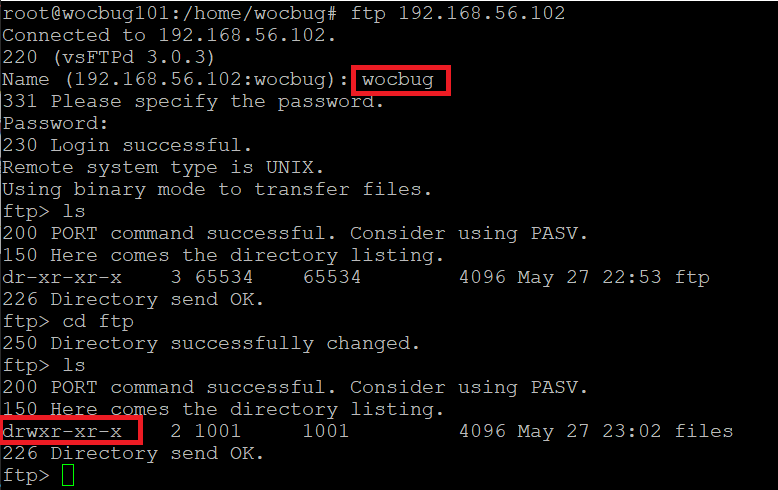 root@wocbug101:/home/wocbug# ftp 192.168.56.102
Connected to 192.168.56.102.
220 (vsFTPd 3.0.3)
Name (192.168.56.102:wocbug): wocbug
331 Please specify the password.
Password:
230 Login successful.
Remote system type is UNIX.
Using binary mode to transfer files.
ftp> ls
200 PORT command successful. Consider using PASV.
150 Here comes the directory listing.
dr-xr-xr-x    3 65534    65534        4096 May 27 22:53 ftp
226 Directory send OK.
ftp> cd ftp
250 Directory successfully changed.
ftp> ls
200 PORT command successful. Consider using PASV.
150 Here comes the directory listing.
drwxr-xr-x    2 1001     1001         4096 May 27 23:02 files
226 Directory send OK.
ftp>